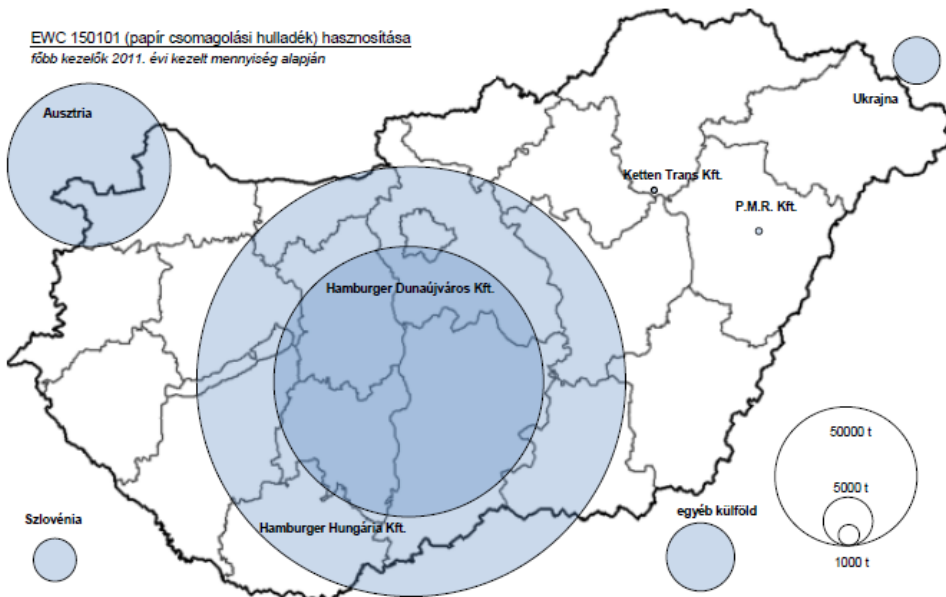 EWC 150101 (papír csomagolási hulladék) hasznosítása
főbb kezelők 2011. évi kezelt mennyiség alapján
Ausztria
Ukrajna
Ketten Trans Kft.
P.M.R. Kft.
Hamburger Dunaújváros Kft.
50000 t
5000 t
egyéb külföld
Szlovénia
Hamburger Hungária Kft.
1000 t